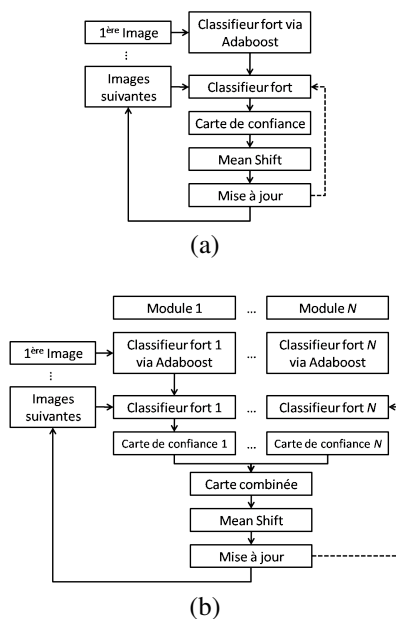 1ère Image
Classifieur fort via
Adaboost
⋮
Images
suivantes
Classifieur fort
Carte de confiance
Mean Shift
Mise à jour
(a)
Module 1 ... Module N
1ère Image
Classifieur fort 1
via Adaboost
...
Classifieur fort N
via Adaboost
⋮
Images
suivantes
Classifieur fort 1 ... Classifieur fort N
Carte de confiance 1 ... Carte de confiance N
Carte combinée
Mean Shift
Mise à jour
(b)